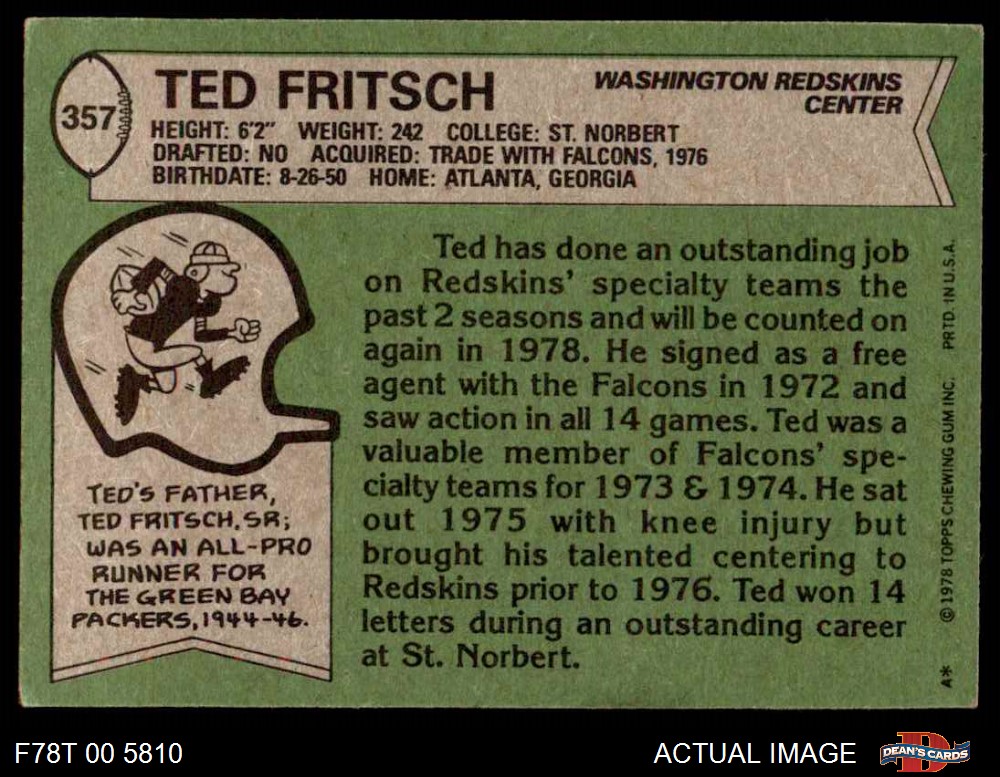 357
TED FRITSCH
WASHINGTON REDSKINS
CENTER
HEIGHT: 6'2" WEIGHT: 242 COLLEGE: ST. NORBERT
DRAFTED: NO ACQUIRED: TRADE WITH FALCONS, 1976
BIRTHDATE: 8-26-50 HOME: ATLANTA, GEORGIA
TED'S FATHER,
TED FRITSCH, SR;
WAS AN ALL-PRO
RUNNER FOR
THE GREEN BAY
PACKERS, 1944-46.
Ted has done an outstanding job
on Redskins' specialty teams the
past 2 seasons and will be counted on
again in 1978. He signed as a free
agent with the Falcons in 1972 and
saw action in all 14 games. Ted was a
valuable member of Falcons' spe-
cialty teams for 1973 & 1974. He sat
out 1975 with knee injury but
brought his talented centering to
Redskins prior to 1976. Ted won 14
letters during an outstanding career
at St. Norbert.
A* © 1978 TOPPS CHEWING GUM INC. PRTD. IN U.S.A.
F78T 00 5810
ACTUAL IMAGE
DEAN'S CARDS